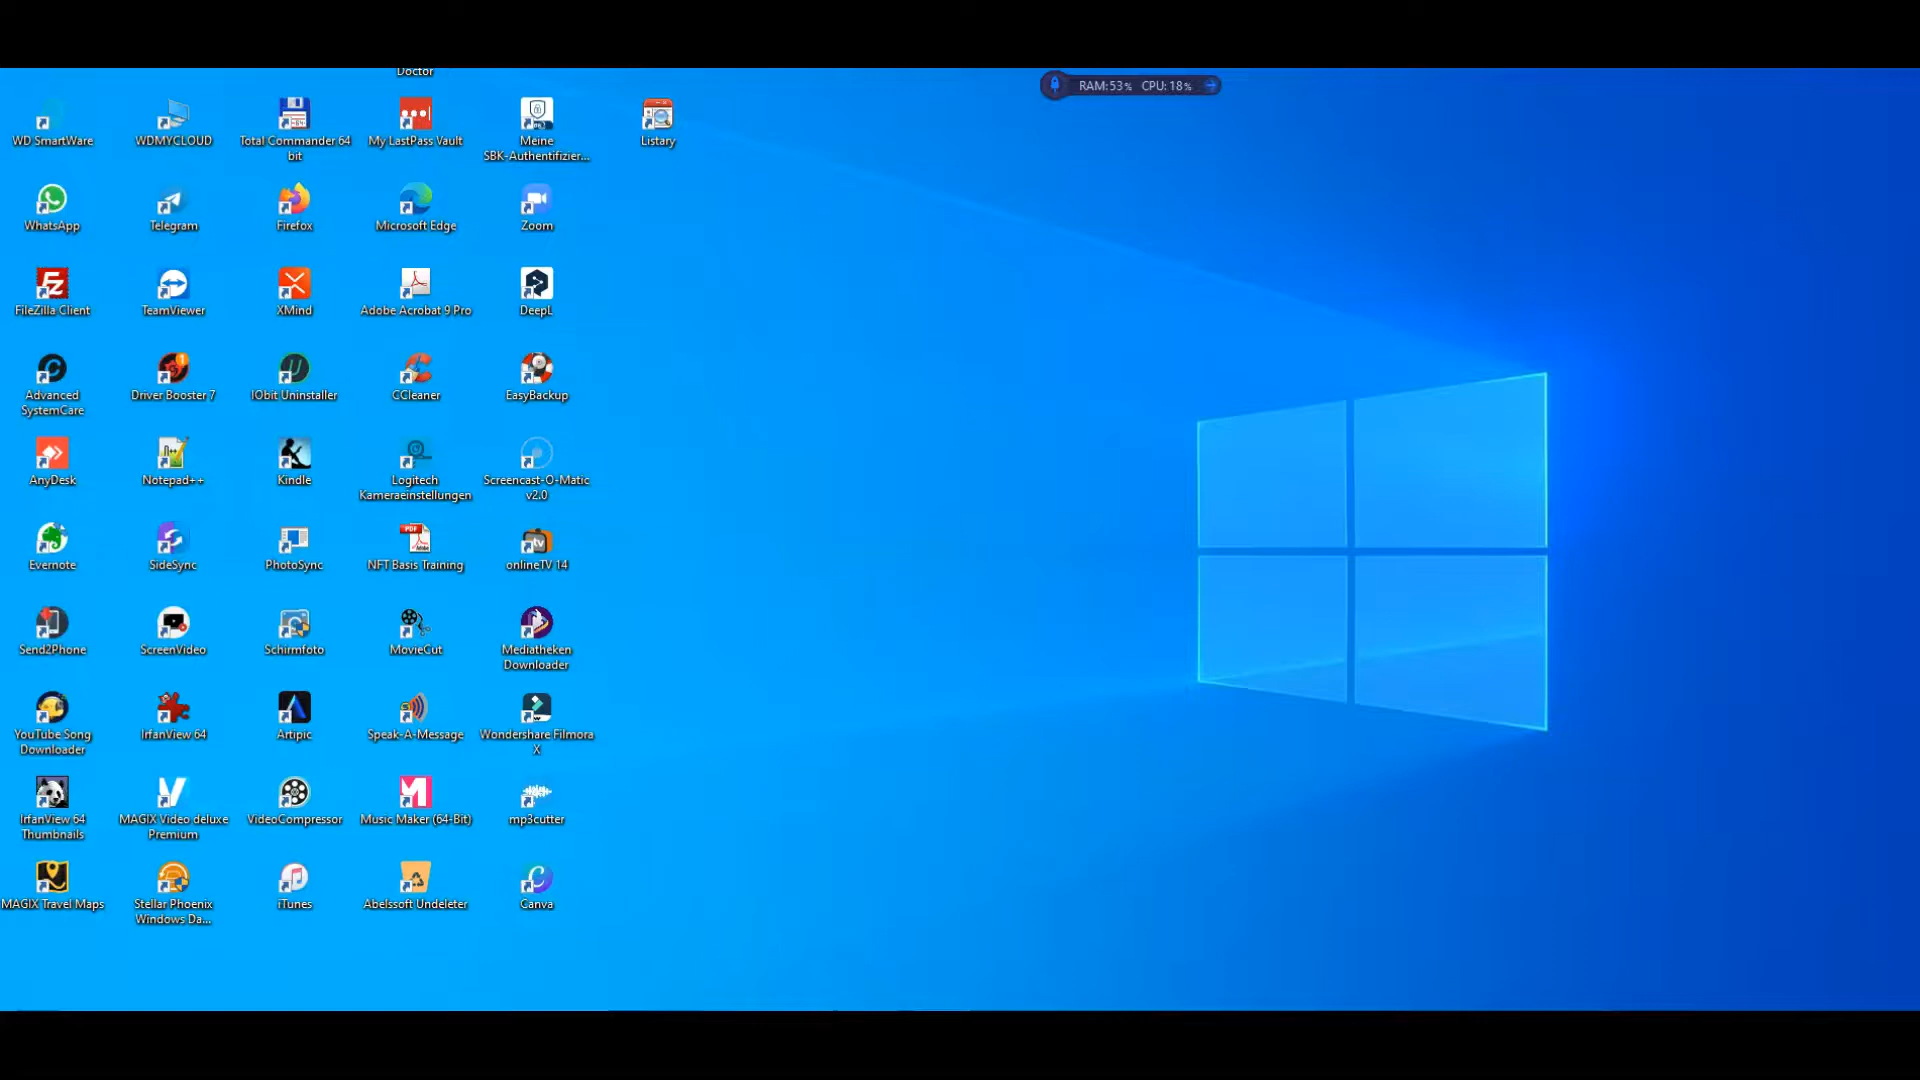 Doctor
RAM:53% CPU:18%
WD SmartWare
WDMYCLOUD
Total Commander 64
bit
My LastPass Vault
Meine
SBK-Authentifizier...
Listary
WhatsApp
Telegram
Firefox
Microsoft Edge
Zoom
FileZilla Client
TeamViewer
XMind
Adobe Acrobat 9 Pro
DeepL
Advanced
SystemCare
Driver Booster 7
IObit Uninstaller
CCleaner
EasyBackup
AnyDesk
Notepad++
Kindle
Logitech
Kameraeinstellungen
Screencast-O-Matic
v2.0
Evernote
SideSync
PhotoSync
NFT Basis Training
onlineTV 14
Send2Phone
ScreenVideo
Schirmfoto
MovieCut
Mediatheken
Downloader
YouTube Song
Downloader
IrfanView 64
Artipic
Speak-A-Message
Wondershare Filmora
X
IrfanView 64
Thumbnails
MAGIX Video deluxe
Premium
VideoCompressor
Music Maker (64-Bit)
mp3cutter
MAGIX Travel Maps
Stellar Phoenix
Windows Da...
iTunes
Abelssoft Undeleter
Canva